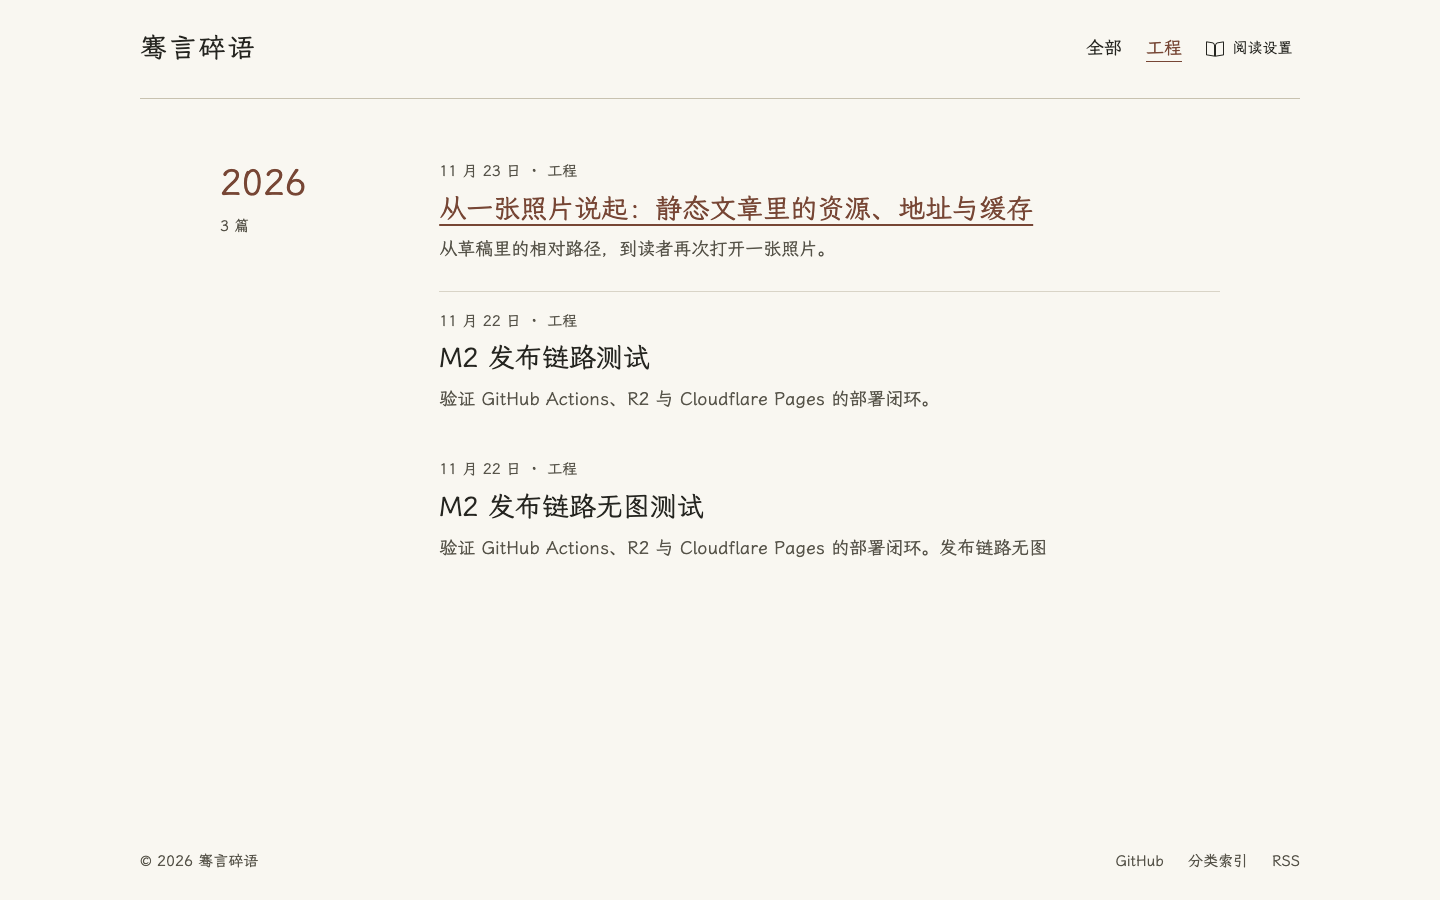 骞言碎语
全部 工程 阅读设置
2026
3 篇
11 月 23 日 · 工程
从一张照片说起：静态文章里的资源、地址与缓存
从草稿里的相对路径，到读者再次打开一张照片。
11 月 22 日 · 工程
M2 发布链路测试
验证 GitHub Actions、R2 与 Cloudflare Pages 的部署闭环。
11 月 22 日 · 工程
M2 发布链路无图测试
验证 GitHub Actions、R2 与 Cloudflare Pages 的部署闭环。发布链路无图
© 2026 骞言碎语
GitHub 分类索引 RSS